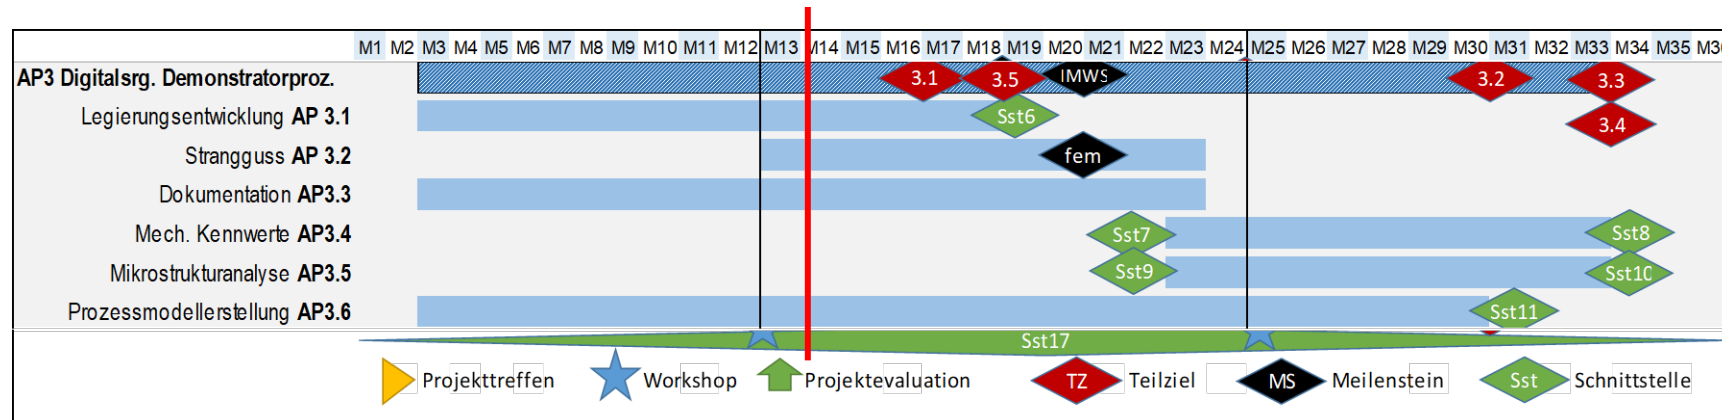 M1 M2 M3 M4 M5 M6 M7 M8 M9 M10 M11 M12 M13 M14 M15 M16 M17 M18 M19 M20 M21 M22 M23 M24 M25 M26 M27 M28 M29 M30 M31 M32 M33 M34 M35 M36
AP3 Digitalsrg. Demonstratorproz. 3.1 3.5 IMWS 3.2 3.3
Legierungsentwicklung AP 3.1 Sst6 3.4
Strangguss AP 3.2 fem
Dokumentation AP3.3
Mech. Kennwerte AP3.4 Sst7 Sst8
Mikrostrukturanalyse AP3.5 Sst9 Sst10
Prozessmodellerstellung AP3.6 Sst11
Sst17
Projekttreffen Workshop Projektevaluation TZ Teilziel MS Meilenstein Sst Schnittstelle